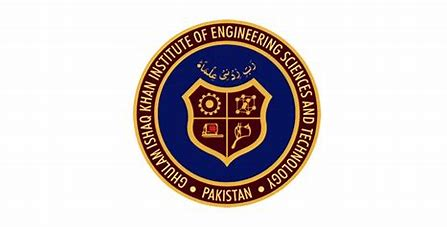 GHULAM ISHAQ KHAN INSTITUTE OF ENGINEERING SCIENCES AND TECHNOLOGY
رب زدنی علماً
• PAKISTAN •